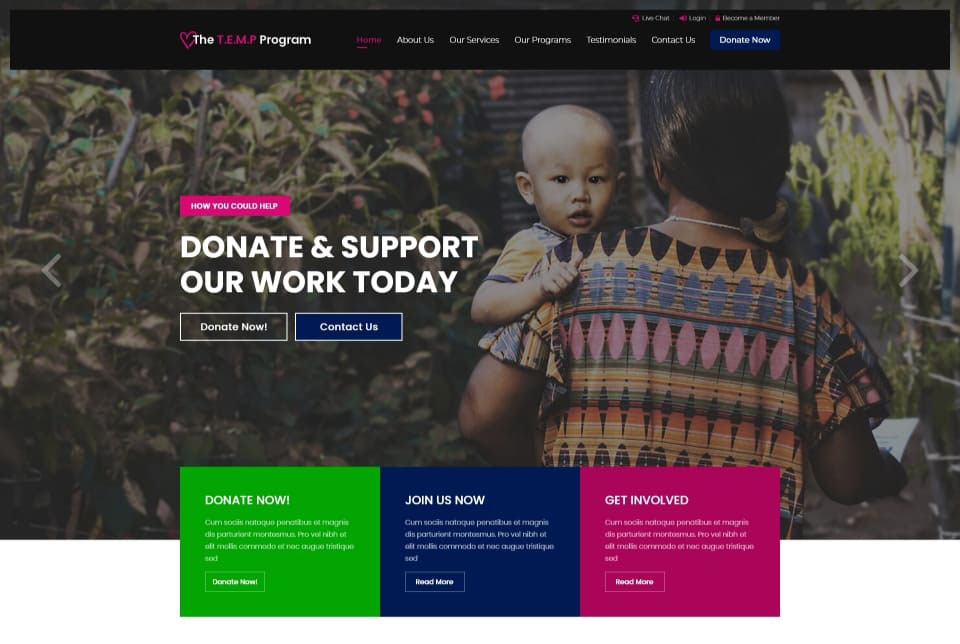 Live Chat
Login
Become a Member
The T.E.M.P Program
Home
About Us
Our Services
Our Programs
Testimonials
Contact Us
Donate Now
HOW YOU COULD HELP
DONATE & SUPPORT
OUR WORK TODAY
Donate Now!
Contact Us
DONATE NOW!
Cum sociis natoque penatibus et magnis
dis parturient montesmus. Pro vel nibh et
elit mollis commodo et nec augue tristique
sed
Donate Now!
JOIN US NOW
Cum sociis natoque penatibus et magnis
dis parturient montesmus. Pro vel nibh et
elit mollis commodo et nec augue tristique
sed
Read More
GET INVOLVED
Cum sociis natoque penatibus et magnis
dis parturient montesmus. Pro vel nibh et
elit mollis commodo et nec augue tristique
sed
Read More